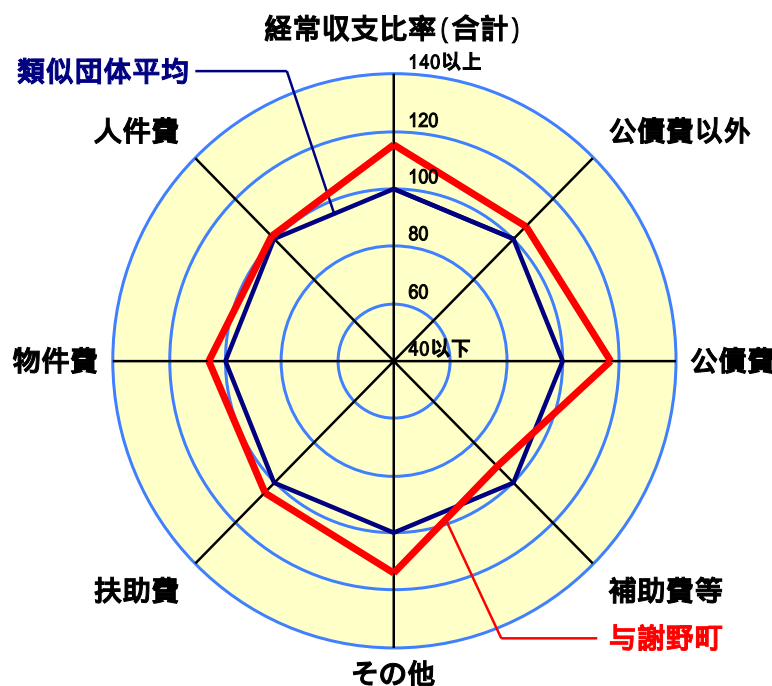 経常収支比率(合計)
類似団体平均
140以上
人件費
120
公債費以外
100
80
60
40以下
物件費
公債費
扶助費
補助費等
与謝野町
その他